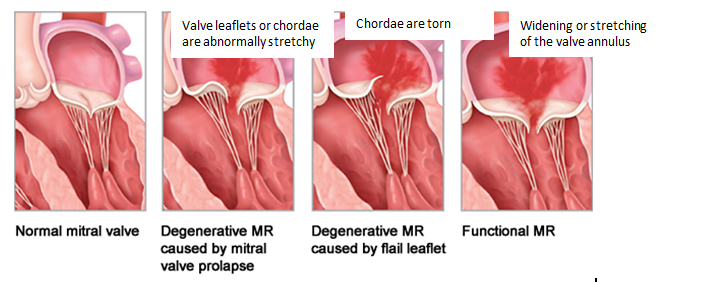 Valve leaflets or chordae
are abnormally stretchy
Chordae are torn
Widening or stretching
of the valve annulus
Normal mitral valve
Degenerative MR
caused by mitral
valve prolapse
Degenerative MR
caused by flail leaflet
Functional MR